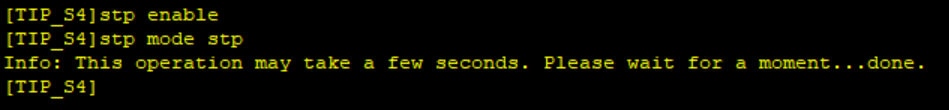 [TIP_S4]stp enable
[TIP_S4]stp mode stp
Info: This operation may take a few seconds. Please wait for a moment...done.
[TIP_S4]